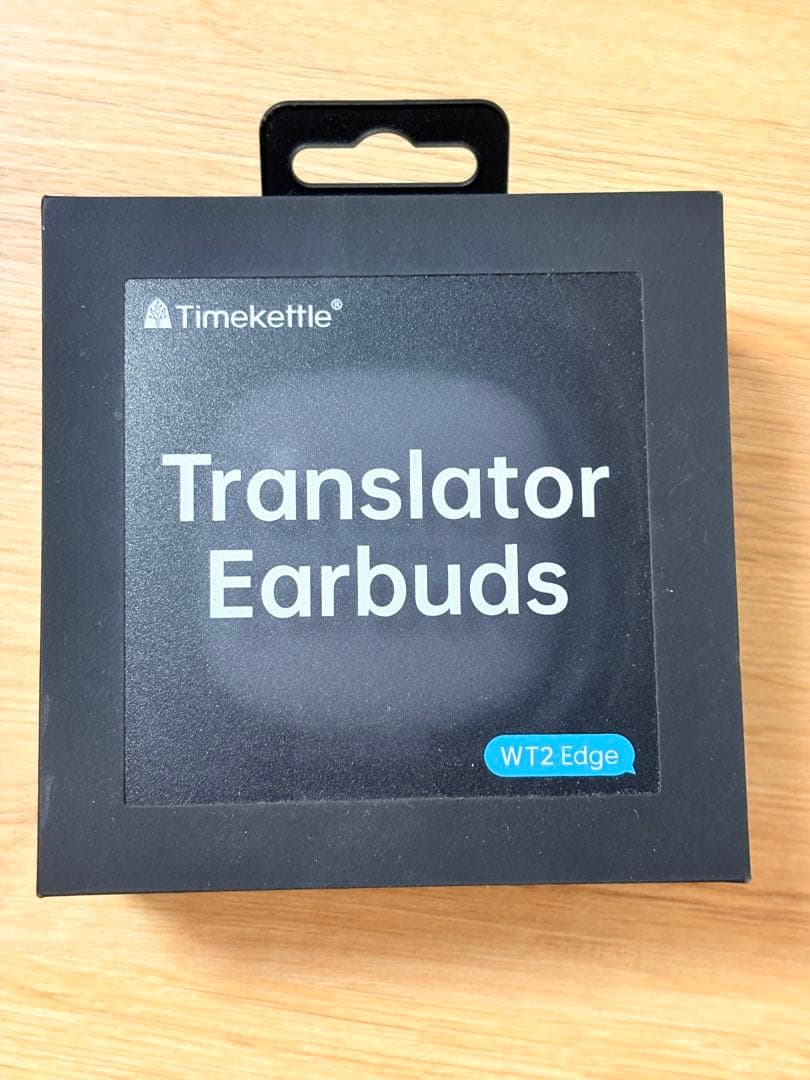 Timekettle®
Translator
Earbuds
WT2 Edge